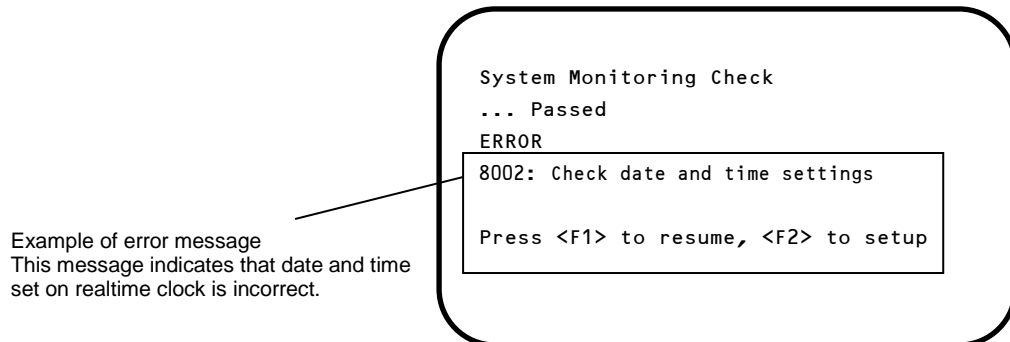 System Monitoring Check
... Passed
ERROR
8002: Check date and time settings
Press <F1> to resume, <F2> to setup
Example of error message
This message indicates that date and time
set on realtime clock is incorrect.